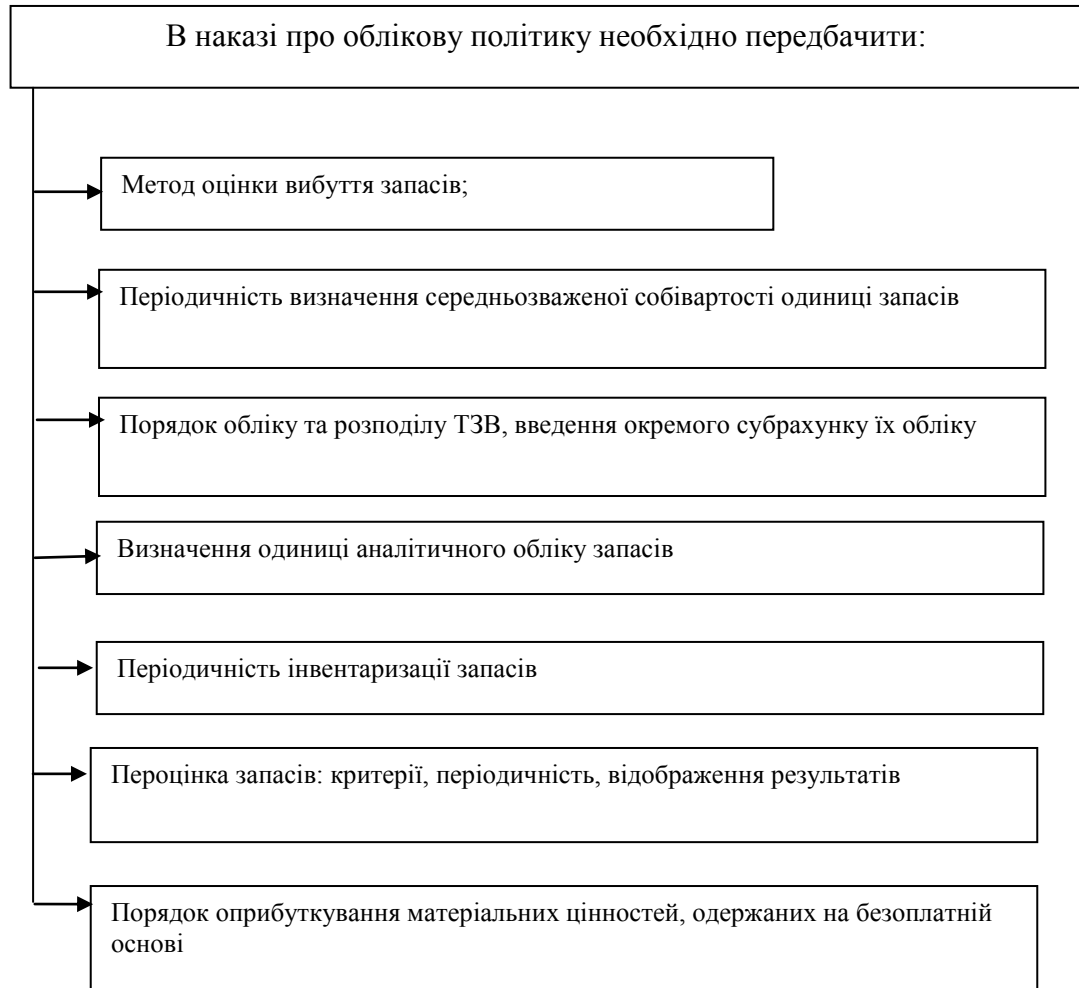 В наказі про облікову політику необхідно передбачити:
Метод оцінки вибуття запасів;
Періодичність визначення середньозваженої собівартості одиниці запасів
Порядок обліку та розподілу ТЗВ, введення окремого субрахунку їх обліку
Визначення одиниці аналітичного обліку запасів
Періодичність інвентаризації запасів
Пероцінка запасів: критерії, періодичність, відображення результатів
Порядок оприбуткування матеріальних цінностей, одержаних на безоплатній
основі